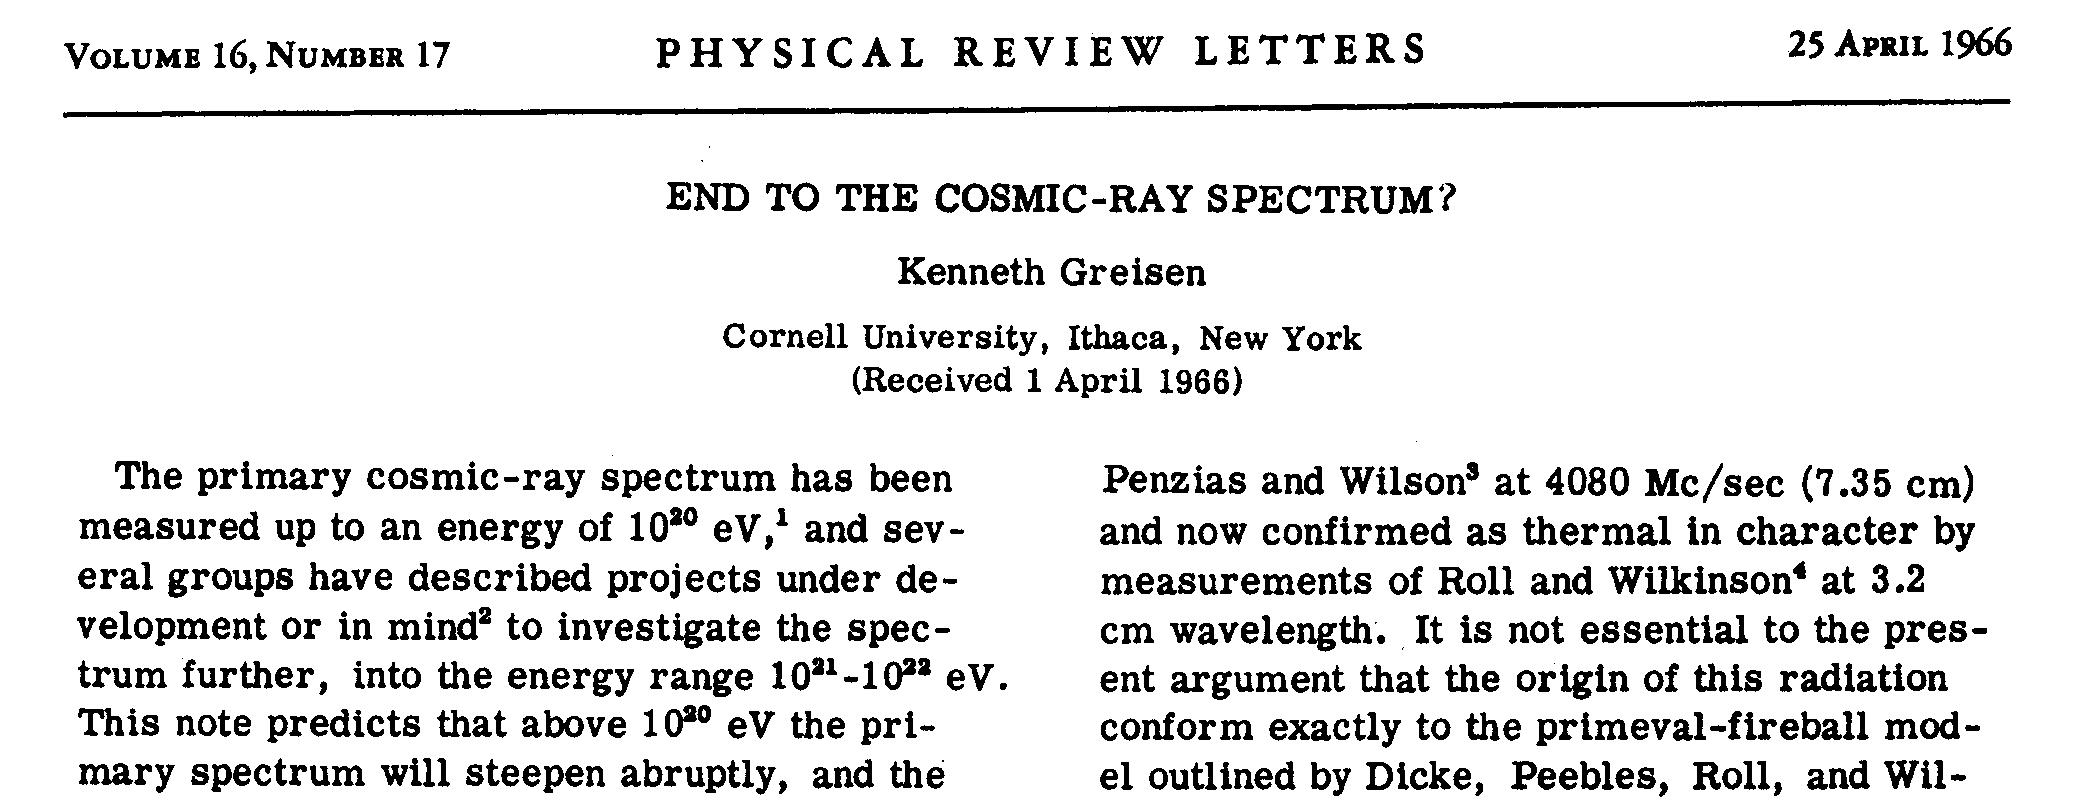 VOLUME 16, NUMBER 17 PHYSICAL REVIEW LETTERS 25 APRIL 1966
END TO THE COSMIC-RAY SPECTRUM?
Kenneth Greisen
Cornell University, Ithaca, New York
(Received 1 April 1966)
The primary cosmic-ray spectrum has been
measured up to an energy of 10²⁰ eV,¹ and sev-
eral groups have described projects under de-
velopment or in mind² to investigate the spec-
trum further, into the energy range 10²¹-10²² eV.
This note predicts that above 10²⁰ eV the pri-
mary spectrum will steepen abruptly, and the
Penzias and Wilson³ at 4080 Mc/sec (7.35 cm)
and now confirmed as thermal in character by
measurements of Roll and Wilkinson⁴ at 3.2
cm wavelength. It is not essential to the pres-
ent argument that the origin of this radiation
conform exactly to the primeval-fireball mod-
el outlined by Dicke, Peebles, Roll, and Wil-